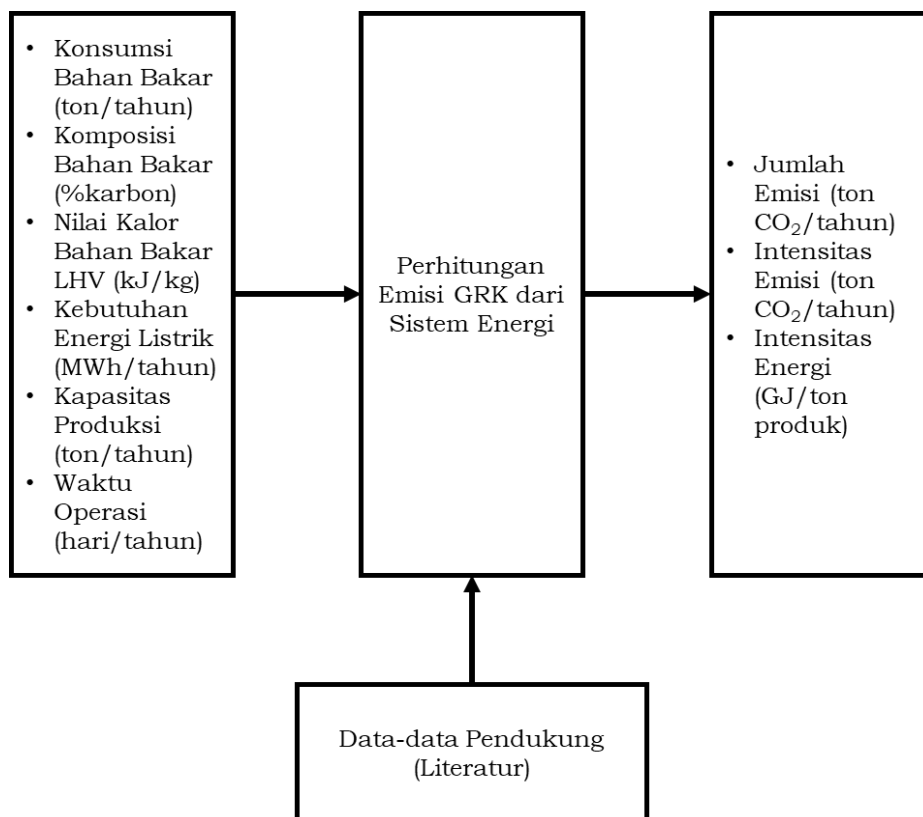 • Konsumsi
Bahan Bakar
(ton/tahun)
• Komposisi
Bahan Bakar
(%karbon)
• Nilai Kalor
Bahan Bakar
LHV (kJ/kg)
• Kebutuhan
Energi Listrik
(MWh/tahun)
• Kapasitas
Produksi
(ton/tahun)
• Waktu
Operasi
(hari/tahun)
Perhitungan
Emisi GRK dari
Sistem Energi
• Jumlah
Emisi (ton
CO₂/tahun)
• Intensitas
Emisi (ton
CO₂/tahun)
• Intensitas
Energi
(GJ/ton
produk)
Data-data Pendukung
(Literatur)